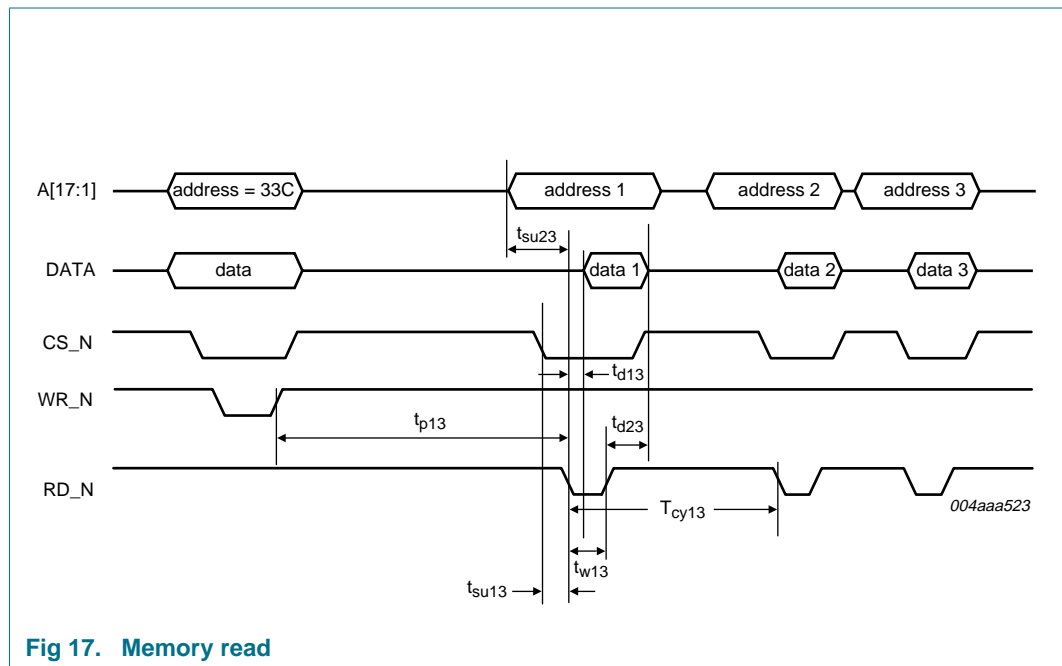 A[17:1]
address = 33C
address 1
address 2
address 3
tsu23
DATA
data
data 1
data 2
data 3
CS_N
td13
WR_N
tp13
td23
RD_N
Tcy13
004aaa523
tw13
tsu13
Fig 17. Memory read